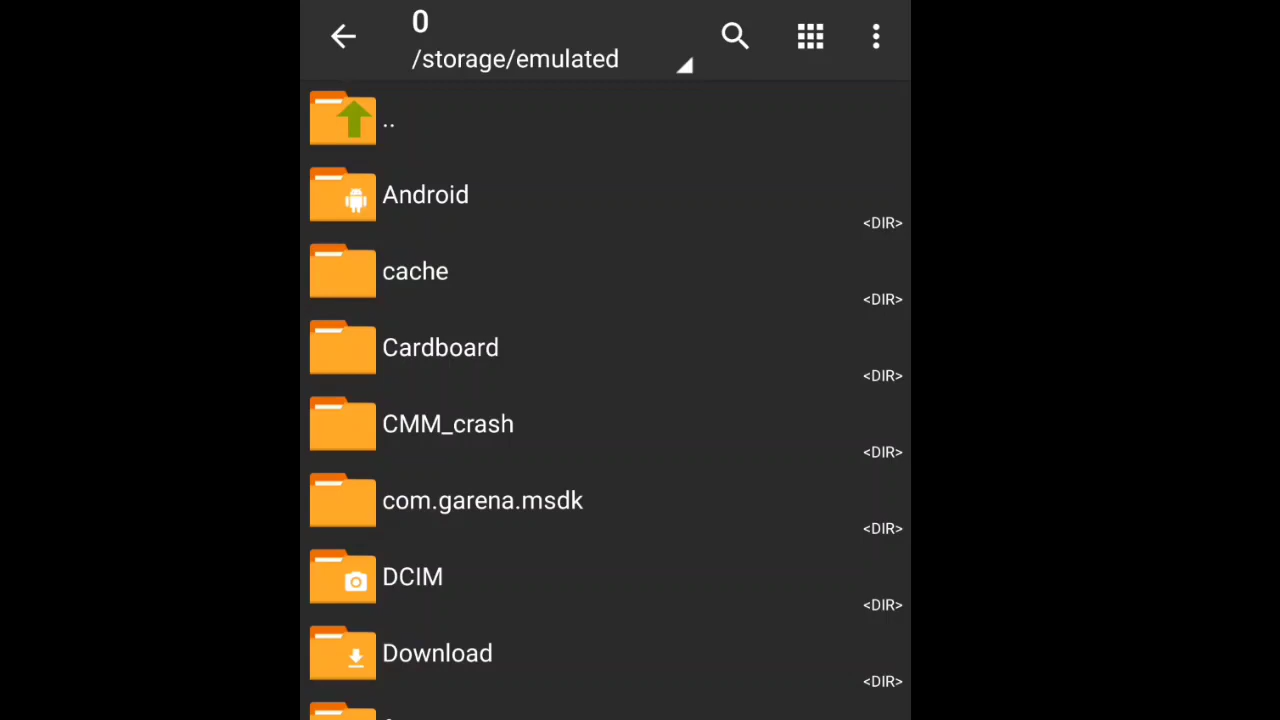 0
/storage/emulated
..
Android
<DIR>
cache
<DIR>
Cardboard
<DIR>
CMM_crash
<DIR>
com.garena.msdk
<DIR>
DCIM
<DIR>
Download
<DIR>